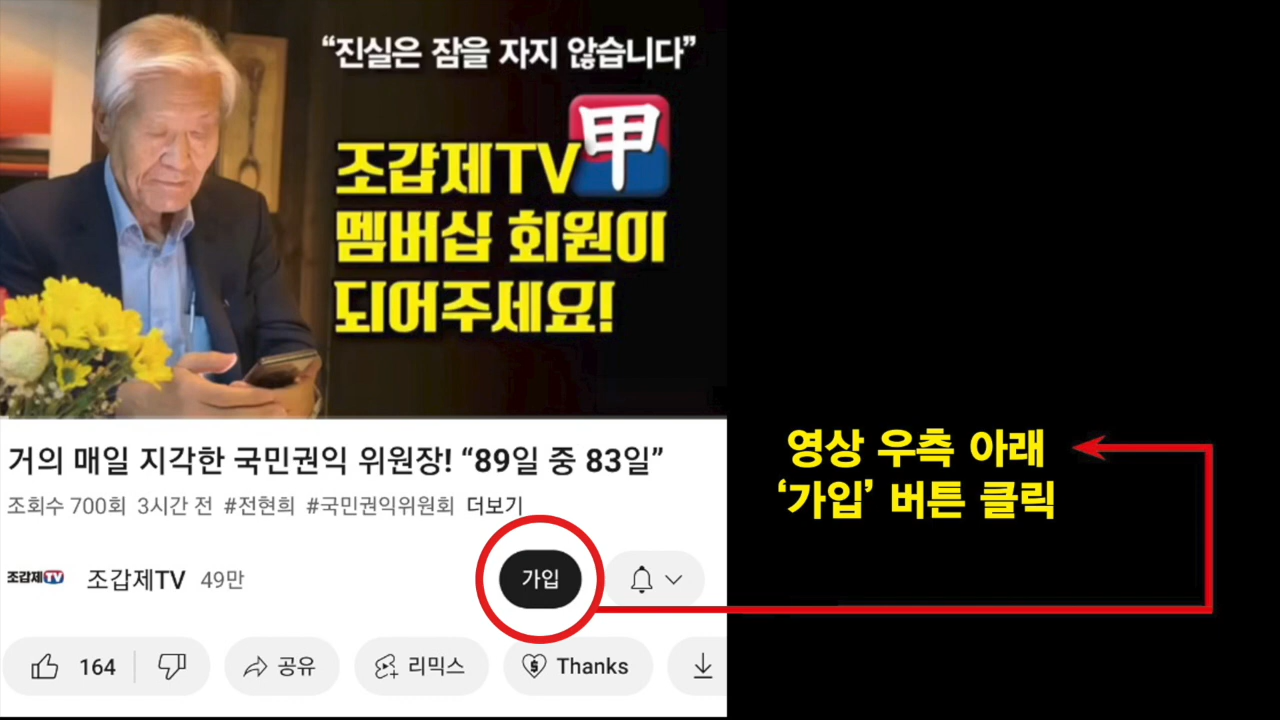 “진실은 잠을 자지 않습니다”
조갑제TV 甲
멤버십 회원이
되어주세요!
거의 매일 지각한 국민권익 위원장! “89일 중 83일”
조회수 700회 3시간 전 #전현희 #국민권익위원회 더보기
조갑제TV 조갑제TV 49만 가입
164 공유 리믹스 Thanks
영상 우측 아래
‘가입’ 버튼 클릭